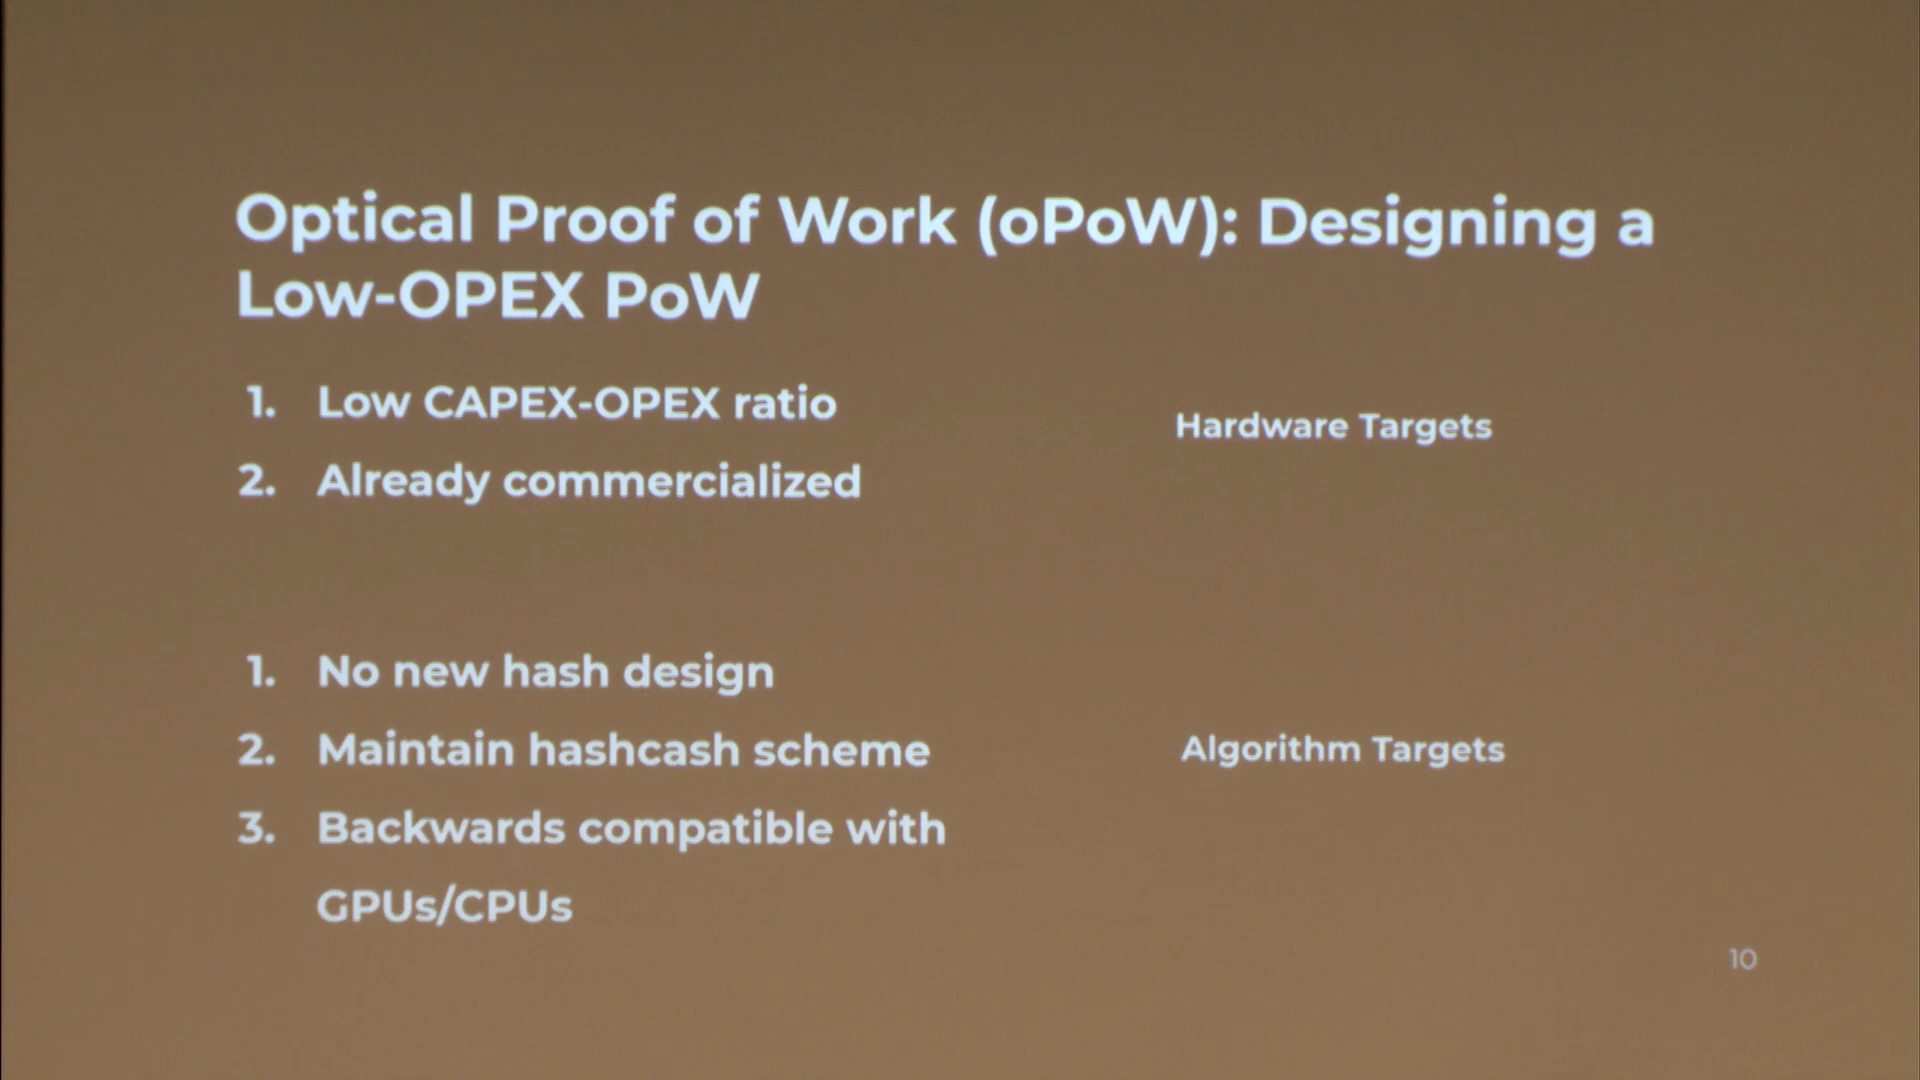 Optical Proof of Work (oPoW): Designing a
Low-OPEX PoW
1. Low CAPEX-OPEX ratio
Hardware Targets
2. Already commercialized
1. No new hash design
2. Maintain hashcash scheme
Algorithm Targets
3. Backwards compatible with
GPUs/CPUs
10